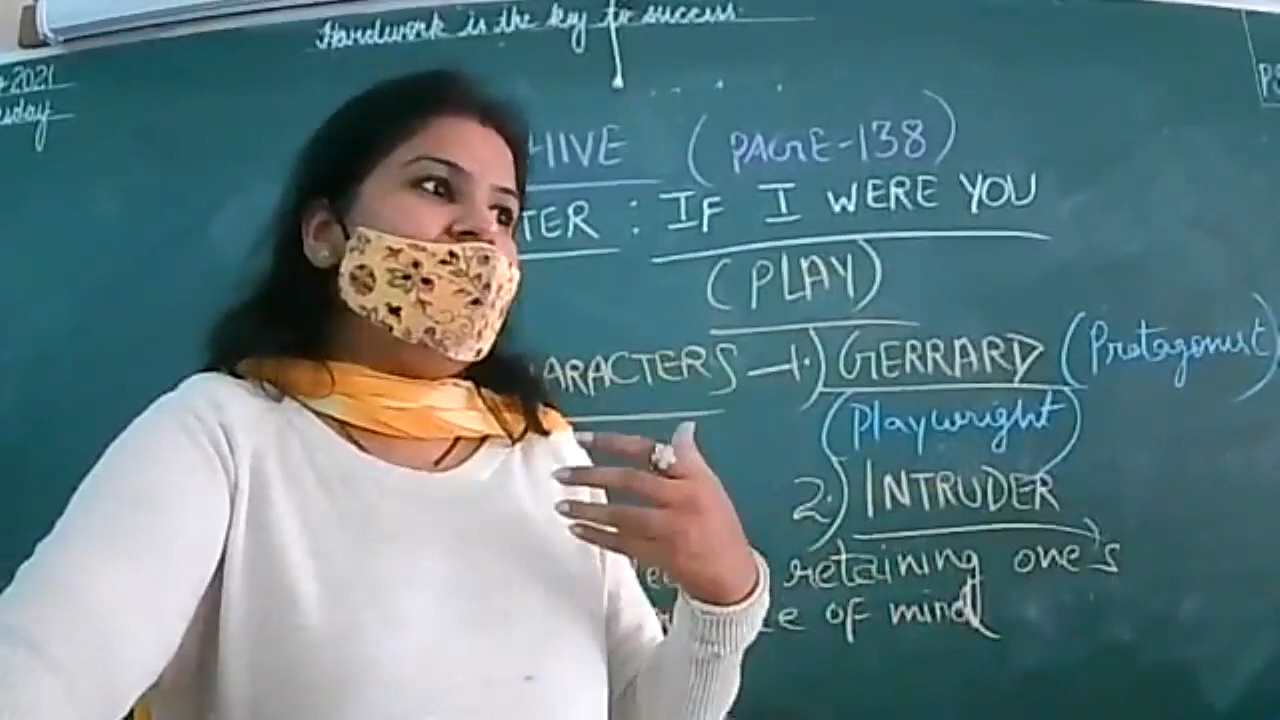 Hardwork is the key to success
2021
HIVE (PAGE-138)
TER : IF I WERE YOU
(PLAY)
ARACTERS - 1.) GERRARD (Protagonist)
(Playwright)
2.) INTRUDER
retaining one's
of mind